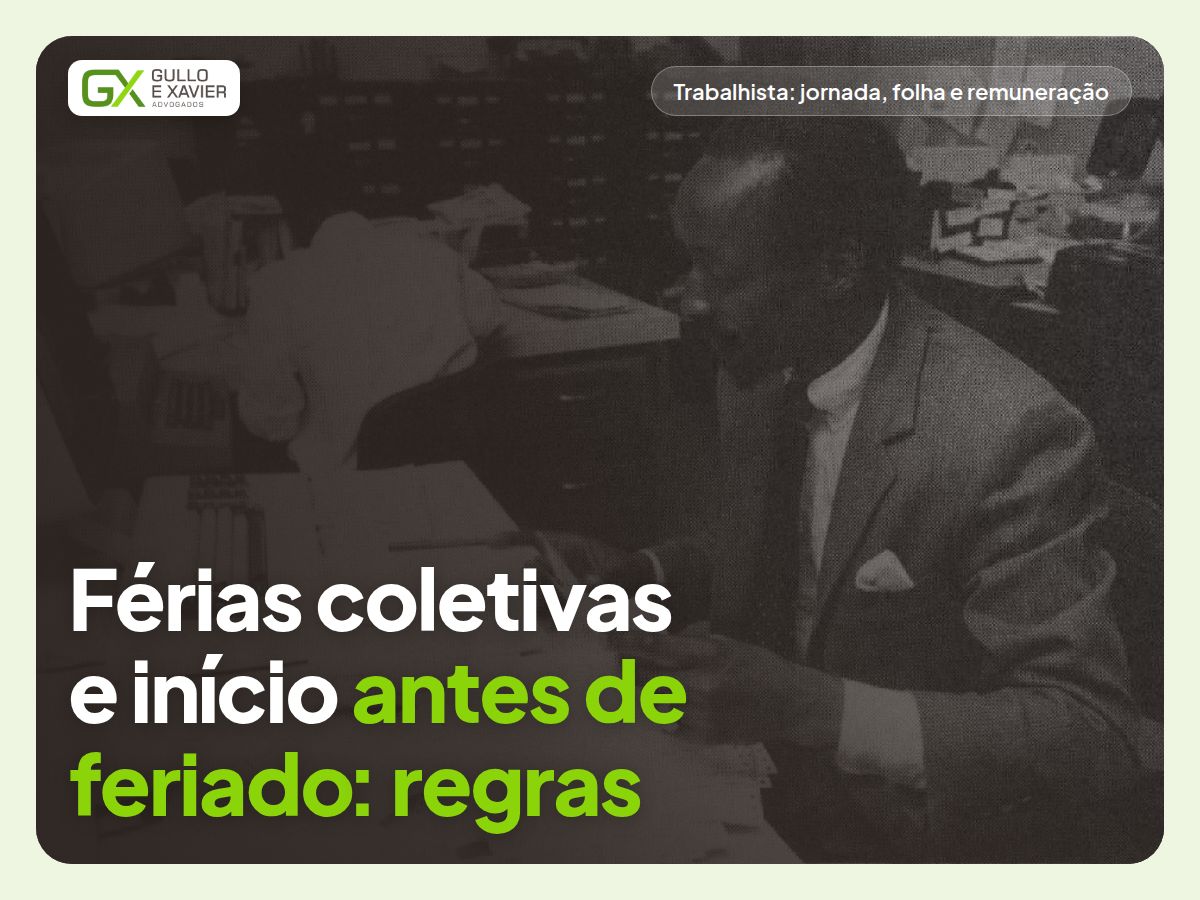 GX GULLO
E XAVIER
ADVOGADOS
Trabalhista: jornada, folha e remuneração
Férias coletivas
e início antes de
feriado: regras